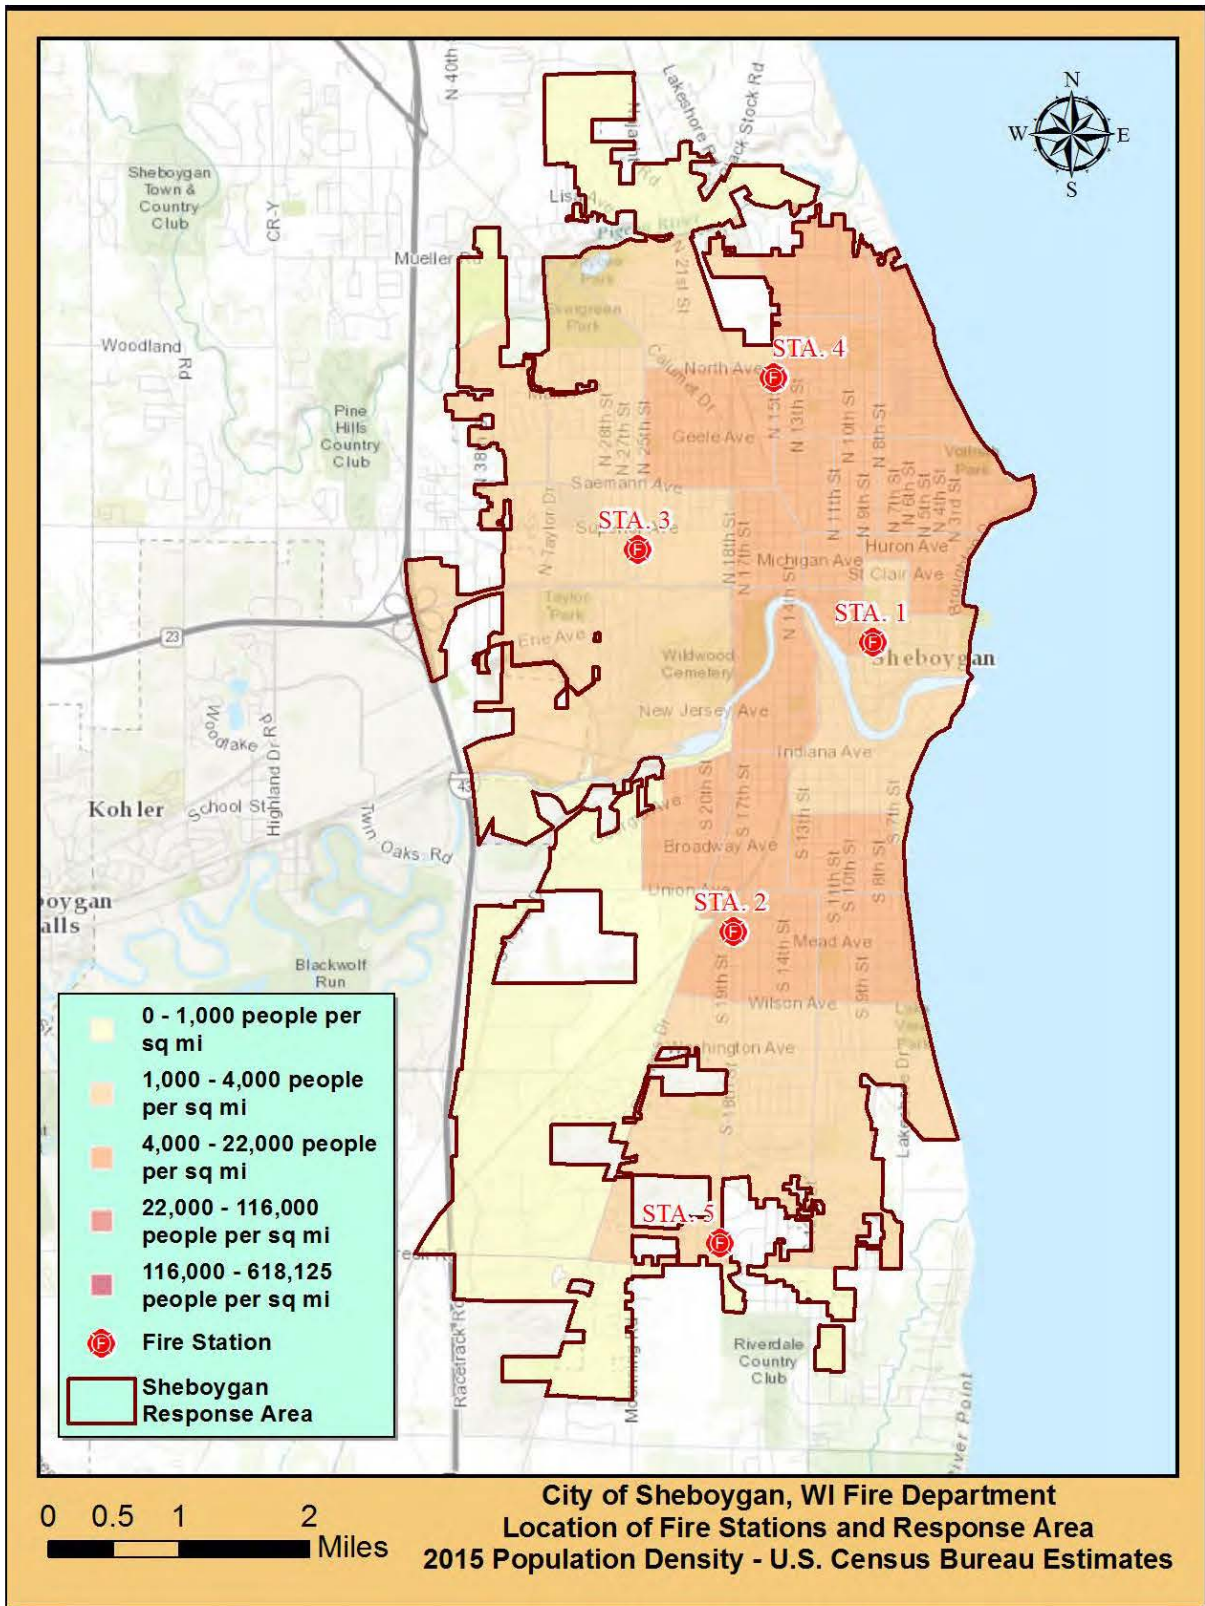 N
W
E
S
N 40th S
Lakeshore Rd
Stock Rd
Sheboygan
Town &
Country
Club
CR-Y
Mueller Rd
N 21st St
Park
Evergreen
Park
Woodland
Rd
STA. 4
North Ave
Calumet Dr
N 15th
N 13th St
N 10th St
N 8th St
Pine
Hills
Country
Club
N 28th St
N 27th St
N 25th St
Geele Ave
Park
Saemann Ave
N Taylor Dr
STA. 3
Superior Ave
N 18th St
N 17th St
N 11th St
N 9th St
N 7th St
N 6th St
N 5th St
N 4th St
N 3rd St
Huron Ave
Michigan Ave
St Clair Ave
N 14th St
Taylor
Park
STA. 1
23
Erie Ave
Wildwood
Cemetery
Sheboygan
New Jersey Ave
Woodlake
Highland Dr Rd
Indiana Ave
43
Kohler
School St
Twin Oaks Rd
S 20th St
S 17th St
S 13th St
S 7th St
Broadway Ave
S 11th St
S 10th St
S 8th St
Union Ave
STA. 2
boygan
alls
Mead Ave
S 19th St
S 14th St
S 9th St
Blackwolf
Run
Wilson Ave
Washington Ave
Park
S 18th St
0 - 1,000 people per
sq mi
1,000 - 4,000 people
per sq mi
4,000 - 22,000 people
per sq mi
22,000 - 116,000
people per sq mi
116,000 - 618,125
people per sq mi
Fire Station
Sheboygan
Response Area
STA. 5
Racetrack Rd
Riverdale
Country
Club
River Point
0 0.5 1 2
Miles
City of Sheboygan, WI Fire Department
Location of Fire Stations and Response Area
2015 Population Density - U.S. Census Bureau Estimates